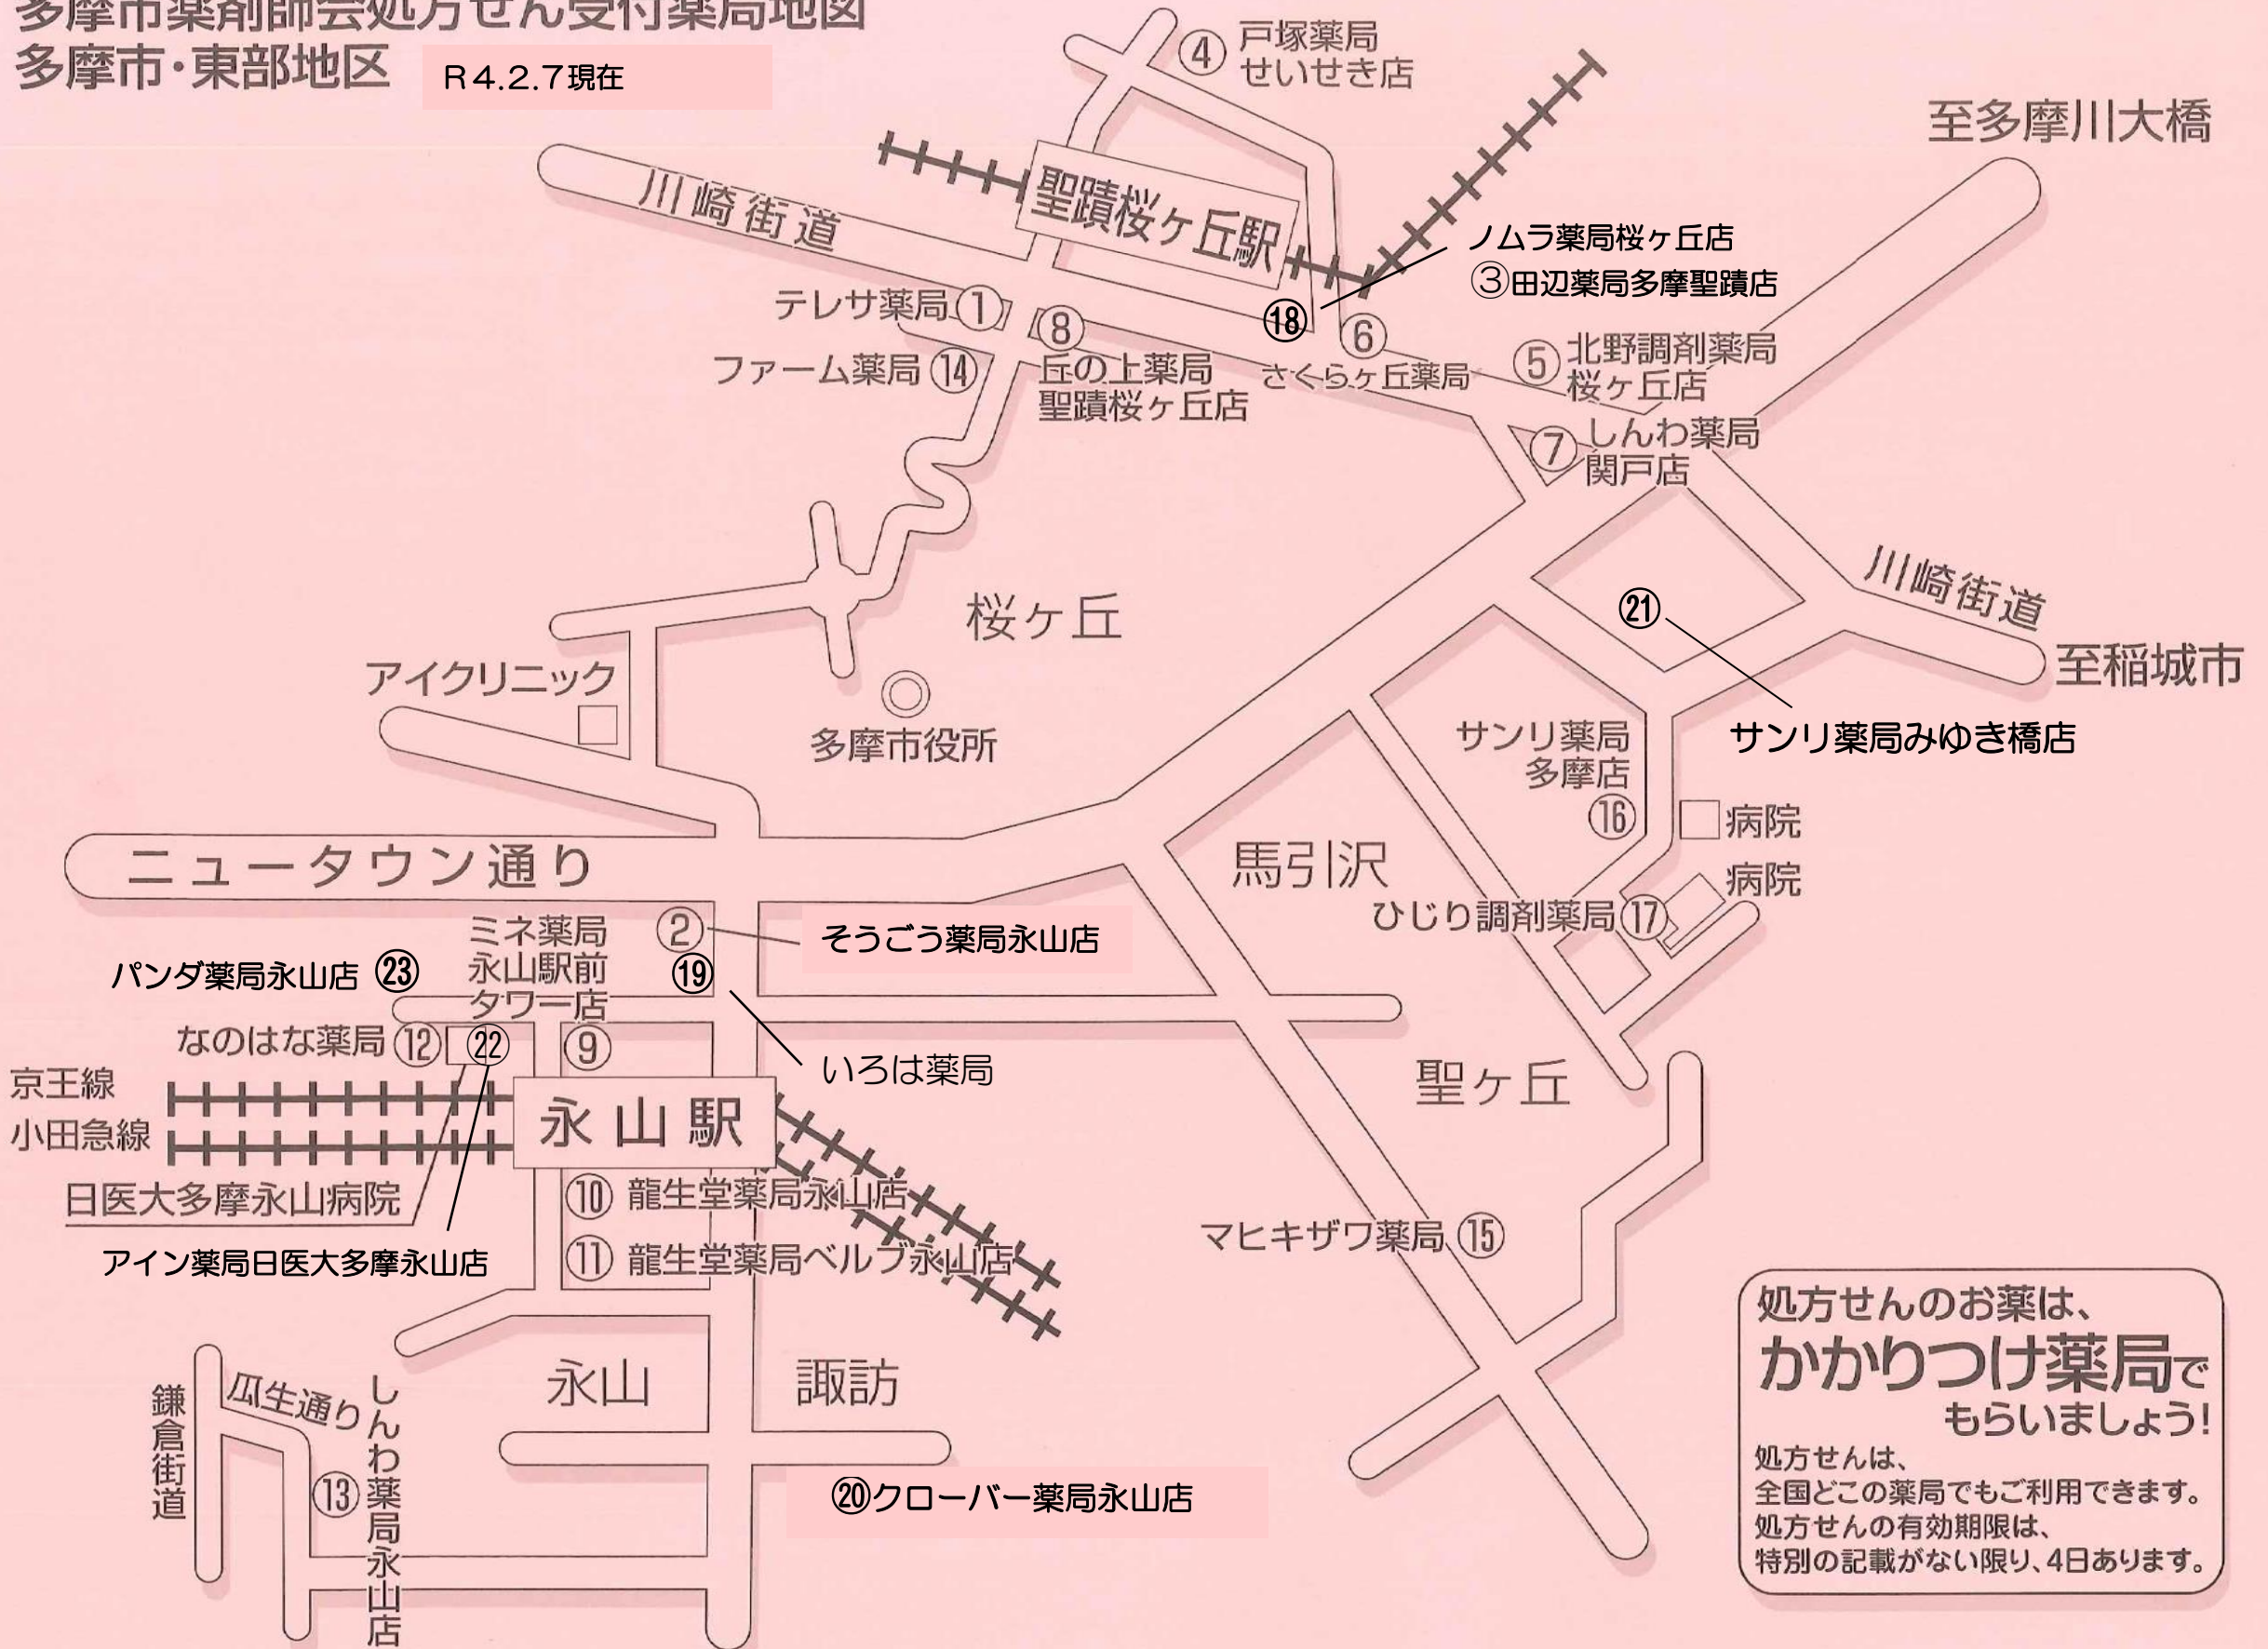 多摩市薬剤師会処方せん受付薬局地図
多摩市・東部地区
R4.2.7現在
④ 戸塚薬局
せいせき店
至多摩川大橋
川崎街道
聖蹟桜ヶ丘駅
ノムラ薬局桜ヶ丘店
③田辺薬局多摩聖蹟店
テレサ薬局 ①
⑧
丘の上薬局
聖蹟桜ヶ丘店
⑱
⑥
さくらヶ丘薬局
⑤ 北野調剤薬局
桜ヶ丘店
ファーム薬局 ⑭
⑦ しんわ薬局
関戸店
川崎街道
至稲城市
桜ヶ丘
㉑
サンリ薬局みゆき橋店
アイクリニック
多摩市役所
サンリ薬局
多摩店
⑯
病院
病院
ニュータウン通り
馬引沢
ひじり調剤薬局 ⑰
ミネ薬局
永山駅前
タワー店
⑨
②
そうごう薬局永山店
⑲
いろは薬局
パンダ薬局永山店 ㉓
なのはな薬局 ⑫
㉒
京王線
小田急線
永山駅
聖ヶ丘
日医大多摩永山病院
アイン薬局日医大多摩永山店
⑩ 龍生堂薬局永山店
⑪ 龍生堂薬局ベルブ永山店
マヒキザワ薬局 ⑮
永山
諏訪
鎌倉街道
瓜生通り
⑬
しんわ薬局永山店
⑳クローバー薬局永山店
処方せんのお薬は、
かかりつけ薬局で
もらいましょう!
処方せんは、
全国どこの薬局でもご利用できます。
処方せんの有効期限は、
特別の記載がない限り、4日あります。